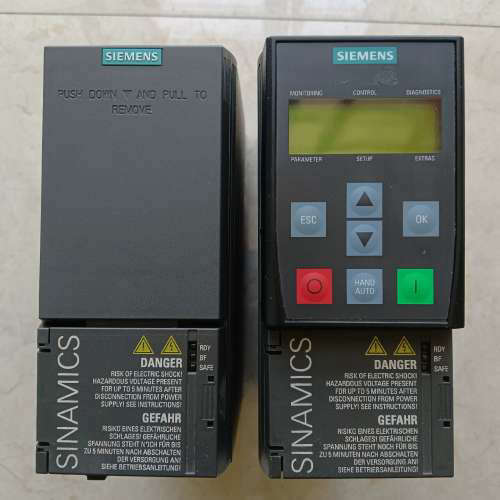 SIEMENS
PUSH DOWN AND PULL TO
REMOVE
SINAMICS
DANGER
RISK OF ELECTRIC SHOCK!
HAZARDOUS VOLTAGE PRESENT
FOR UP TO 5 MINUTES AFTER
DISCONNECTION FROM POWER
SUPPLY! SEE INSTRUCTIONS!
GEFAHR
RISIKO EINES ELEKTRISCHEN
SCHLAGES! GEFÄHRLICHE
SPANNUNG STEHT NOCH FÜR BIS
ZU 5 MINUTEN NACH ABSCHALTEN
DER VERSORGUNG AN!
SIEHE BETRIEBSANLEITUNG!
RDY
BF
SAFE
SIEMENS
MONITORING CONTROL DIAGNOSTICS
PARAMETER SETUP EXTRAS
ESC
OK
HAND
AUTO
SINAMICS
DANGER
RISK OF ELECTRIC SHOCK!
HAZARDOUS VOLTAGE PRESENT
FOR UP TO 5 MINUTES AFTER
DISCONNECTION FROM POWER
SUPPLY! SEE INSTRUCTIONS!
GEFAHR
RISIKO EINES ELEKTRISCHEN
SCHLAGES! GEFÄHRLICHE
SPANNUNG STEHT NOCH FÜR BIS
ZU 5 MINUTEN NACH ABSCHALTEN
DER VERSORGUNG AN!
SIEHE BETRIEBSANLEITUNG!
RDY
BF
SAFE